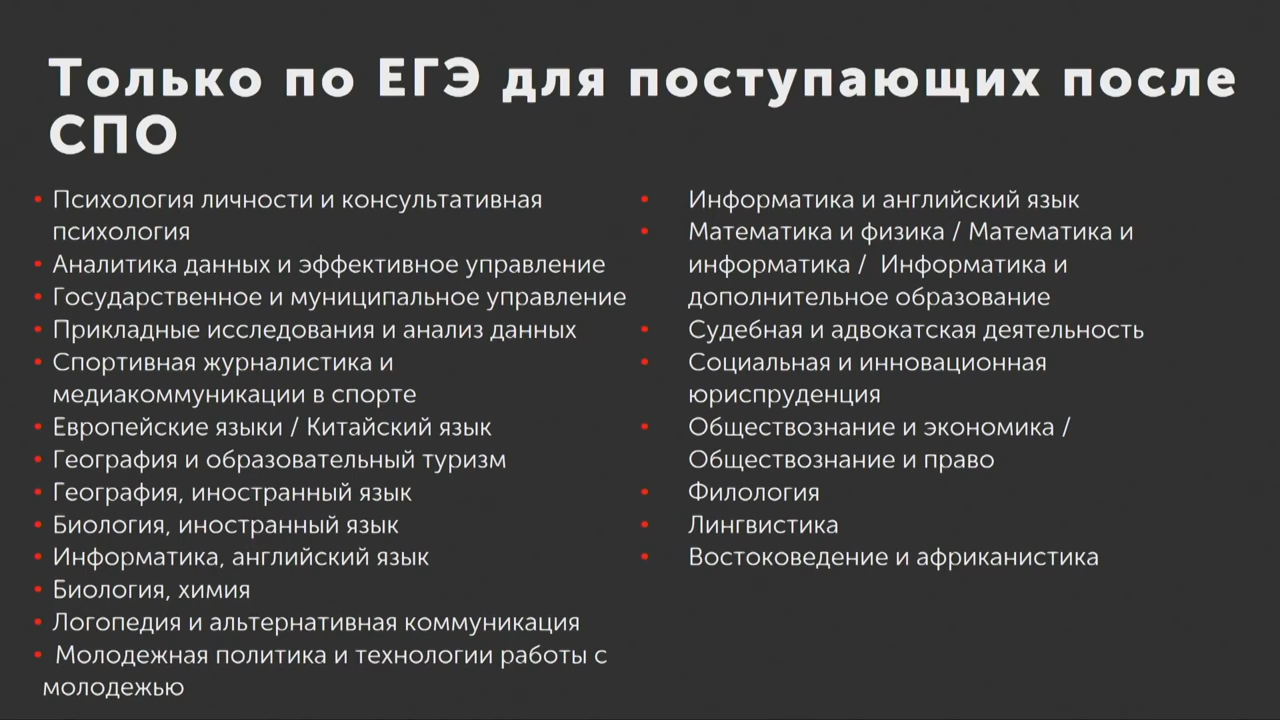 Только по ЕГЭ для поступающих после
СПО
• Психология личности и консультативная
психология
• Аналитика данных и эффективное управление
• Государственное и муниципальное управление
• Прикладные исследования и анализ данных
• Спортивная журналистика и
медиакоммуникации в спорте
• Европейские языки / Китайский язык
• География и образовательный туризм
• География, иностранный язык
• Биология, иностранный язык
• Информатика, английский язык
• Биология, химия
• Логопедия и альтернативная коммуникация
• Молодежная политика и технологии работы с
молодежью
• Информатика и английский язык
• Математика и физика / Математика и
информатика / Информатика и
дополнительное образование
• Судебная и адвокатская деятельность
• Социальная и инновационная
юриспруденция
• Обществознание и экономика /
Обществознание и право
• Филология
• Лингвистика
• Востоковедение и африканистика